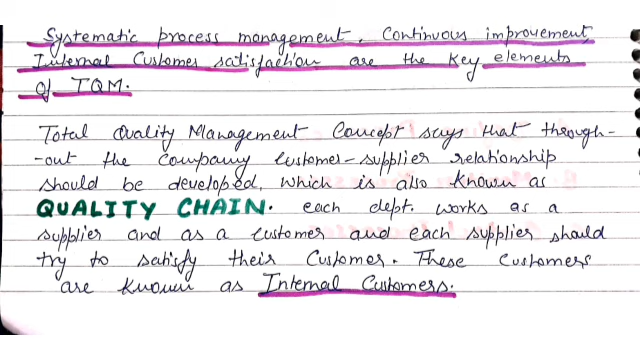 Systematic process management, Continuous improvement,
Internal Customer satisfaction are the key elements
of TQM.
Total Quality Management Concept says that through-
-out the company customer-supplier relationship
should be developed, which is also known as
QUALITY CHAIN. each dept. works as a
supplier and as a customer and each supplier should
try to satisfy their Customer. These Customers
are known as Internal Customers.